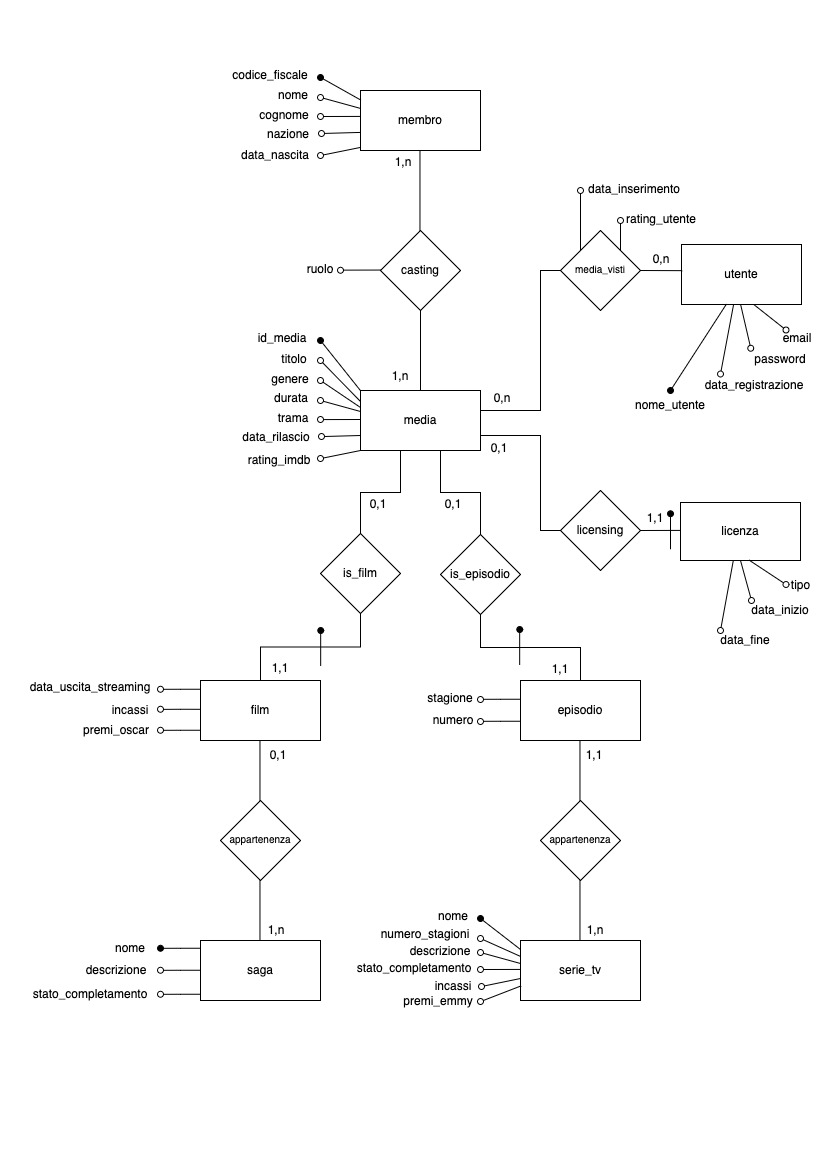 codice_fiscale
nome
cognome
nazione
data_nascita
membro
1,n
data_inserimento
rating_utente
ruolo
casting
media_visti
0,n
utente
email
password
data_registrazione
nome_utente
id_media
titolo
genere
durata
trama
data_rilascio
rating_imdb
1,n
media
0,n
0,1
0,1
0,1
licensing
1,1
licenza
tipo
data_inizio
data_fine
is_film
is_episodio
1,1
1,1
data_uscita_streaming
incassi
premi_oscar
film
stagione
numero
episodio
0,1
1,1
appartenenza
appartenenza
1,n
1,n
nome
descrizione
stato_completamento
saga
nome
numero_stagioni
descrizione
stato_completamento
incassi
premi_emmy
serie_tv